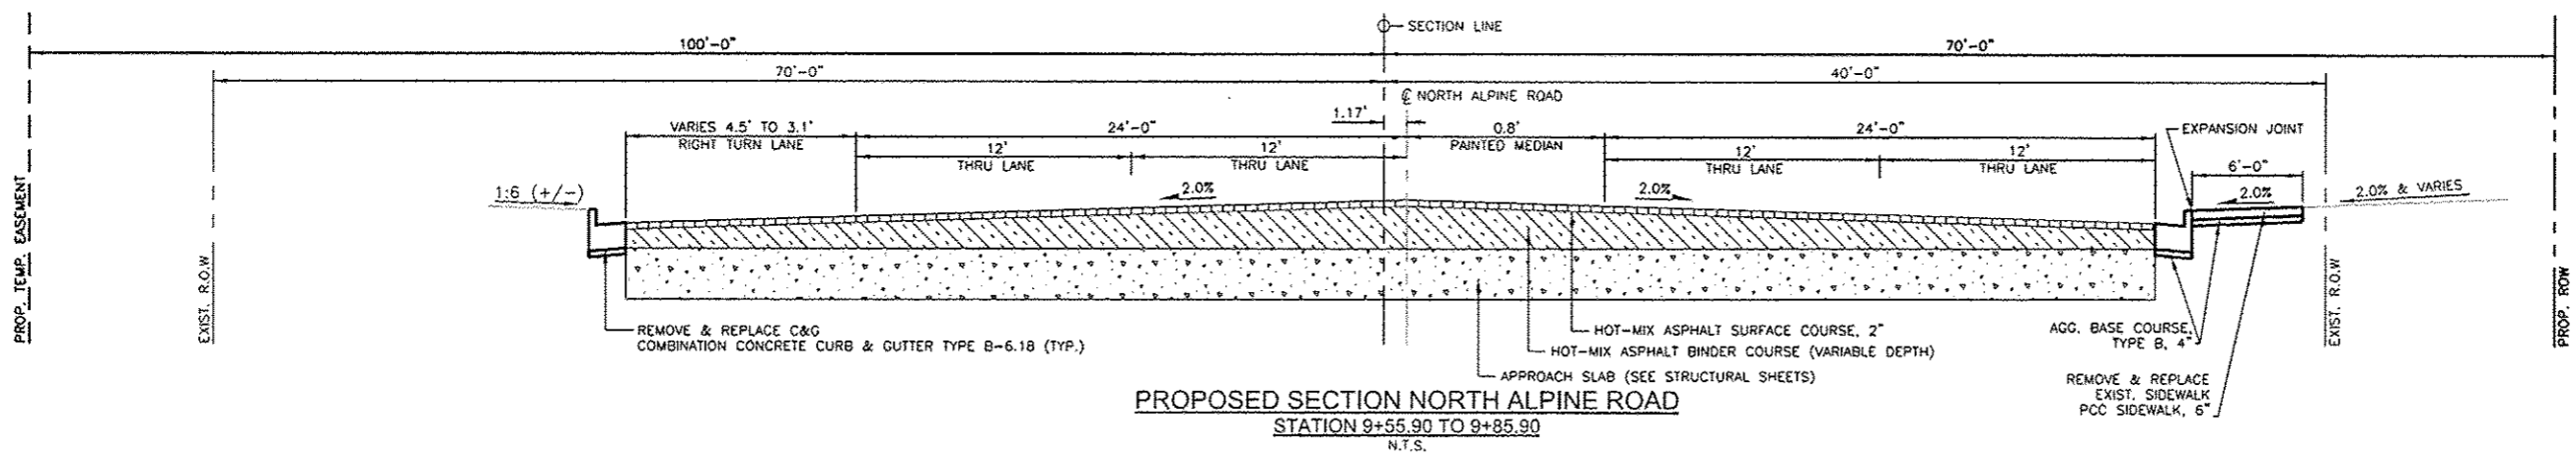 SECTION LINE
100'-0"
70'-0"
70'-0"
40'-0"
℄ NORTH ALPINE ROAD
1.17'
VARIES 4.5' TO 3.1'
RIGHT TURN LANE
24'-0"
0.8'
PAINTED MEDIAN
24'-0"
EXPANSION JOINT
12'
THRU LANE
12'
THRU LANE
12'
THRU LANE
12'
THRU LANE
6'-0"
1:6 (+/-)
2.0%
2.0%
2.0%
2.0% & VARIES
PROP. TEMP. EASEMENT
EXIST. R.O.W
EXIST. R.O.W
PROP. ROW
REMOVE & REPLACE C&G
COMBINATION CONCRETE CURB & GUTTER TYPE B-6.18 (TYP.)
HOT-MIX ASPHALT SURFACE COURSE, 2"
HOT-MIX ASPHALT BINDER COURSE (VARIABLE DEPTH)
APPROACH SLAB (SEE STRUCTURAL SHEETS)
AGG. BASE COURSE,
TYPE B, 4"
REMOVE & REPLACE
EXIST. SIDEWALK
PCC SIDEWALK, 6"
PROPOSED SECTION NORTH ALPINE ROAD
STATION 9+55.90 TO 9+85.90
N.T.S.